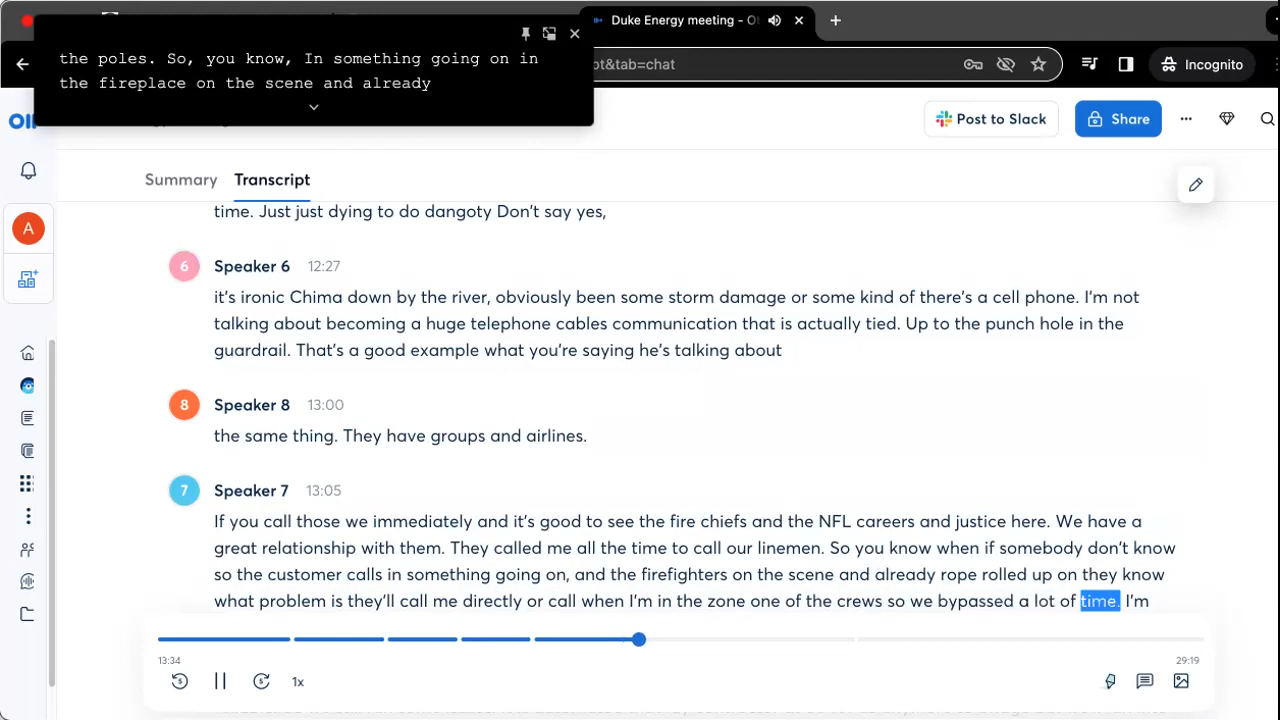 Duke Energy meeting - Ot
the poles. So, you know, In something going on in
the fireplace on the scene and already
ot&tab=chat
Incognito
Post to Slack
Share
A
Summary
Transcript
time. Just just dying to do dangoty Don't say yes,
6
Speaker 6
12:27
it's ironic Chima down by the river, obviously been some storm damage or some kind of there's a cell phone. I'm not
talking about becoming a huge telephone cables communication that is actually tied. Up to the punch hole in the
guardrail. That's a good example what you're saying he's talking about
8
Speaker 8
13:00
the same thing. They have groups and airlines.
7
Speaker 7
13:05
If you call those we immediately and it's good to see the fire chiefs and the NFL careers and justice here. We have a
great relationship with them. They called me all the time to call our linemen. So you know when if somebody don't know
so the customer calls in something going on, and the firefighters on the scene and already rope rolled up on they know
what problem is they'll call me directly or call when I'm in the zone one of the crews so we bypassed a lot of time. I'm
13:34
29:19
5
5
1x